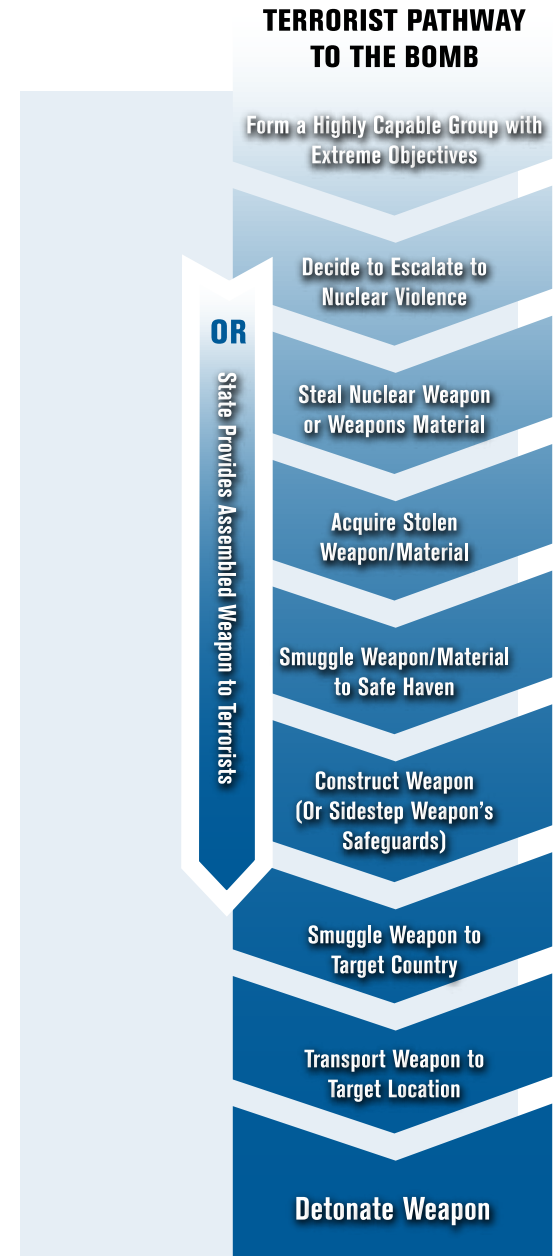 TERRORIST PATHWAY
TO THE BOMB
Form a Highly Capable Group with
Extreme Objectives
Decide to Escalate to
Nuclear Violence
OR
State Provides Assembled Weapon to Terrorists
Steal Nuclear Weapon
or Weapons Material
Acquire Stolen
Weapon/Material
Smuggle Weapon/Material
to Safe Haven
Construct Weapon
(Or Sidestep Weapon's
Safeguards)
Smuggle Weapon to
Target Country
Transport Weapon to
Target Location
Detonate Weapon